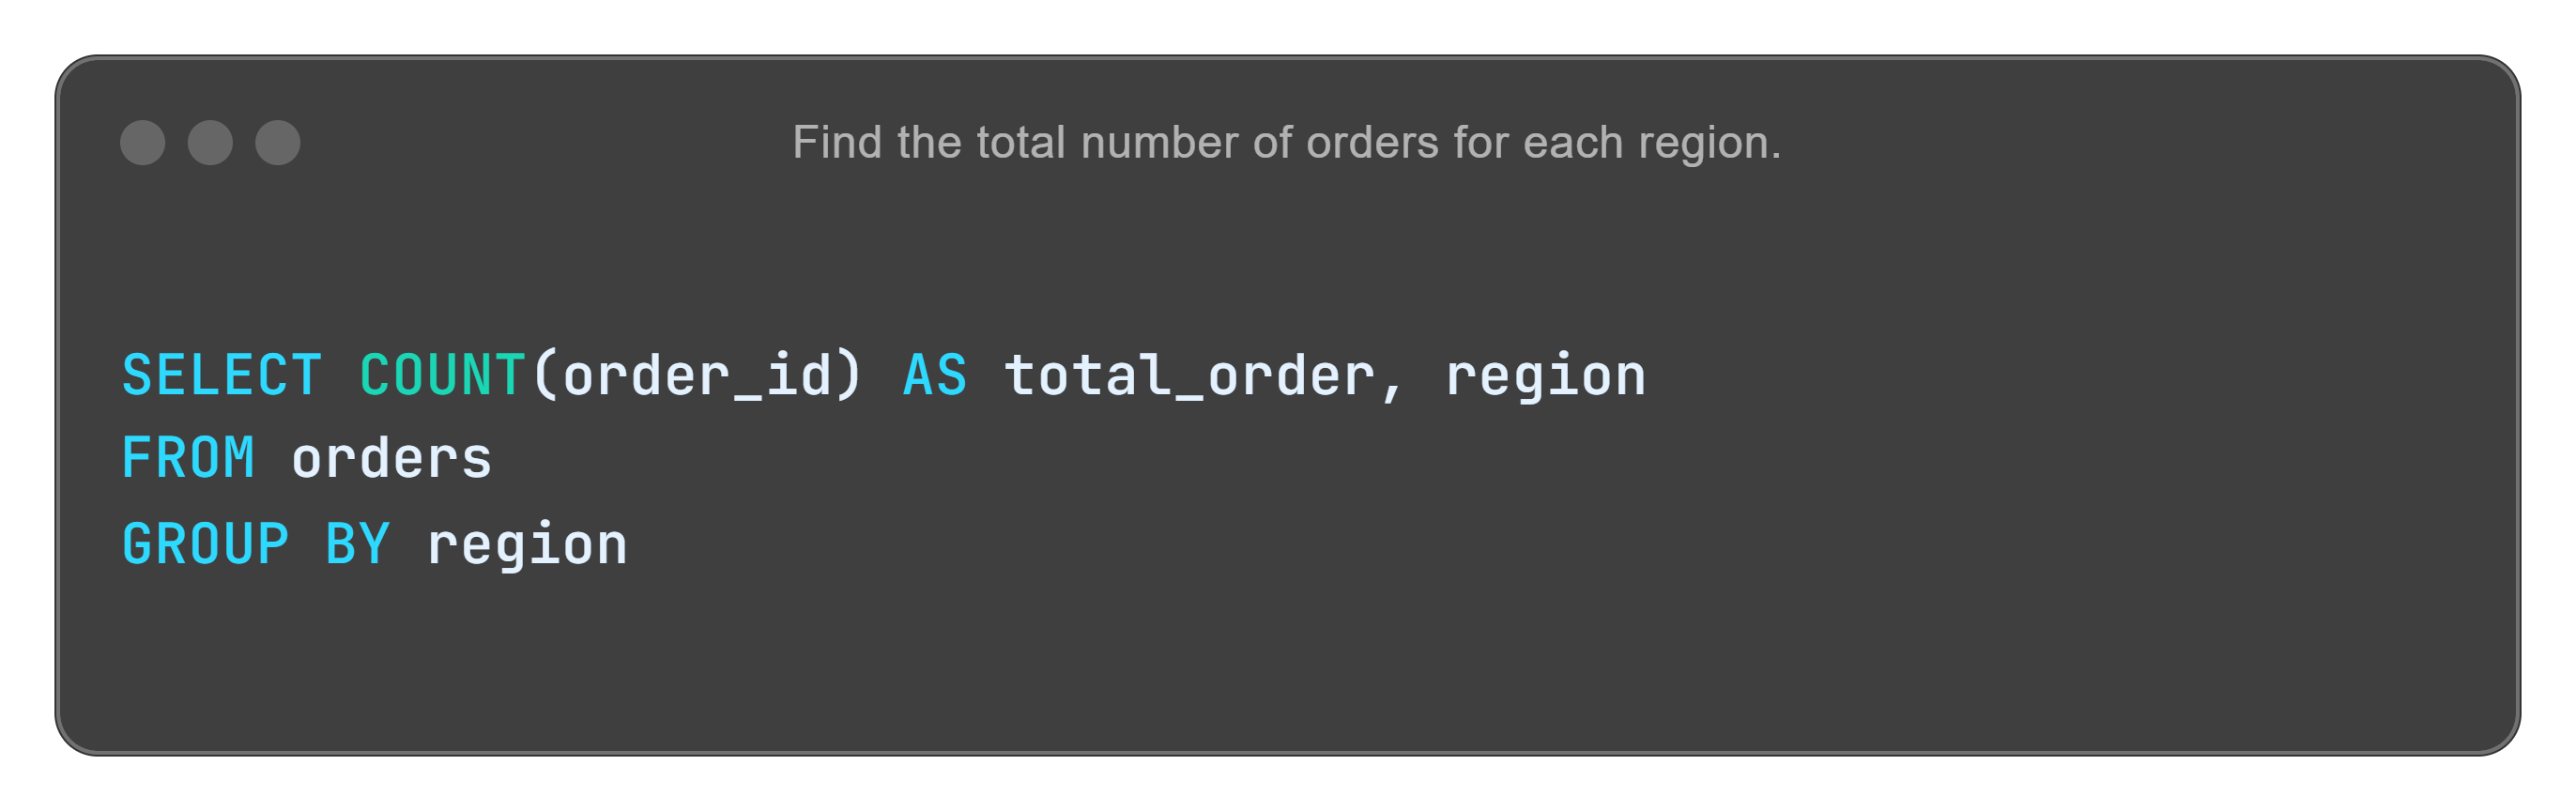 Find the total number of orders for each region.
SELECT COUNT(order_id) AS total_order, region
FROM orders
GROUP BY region